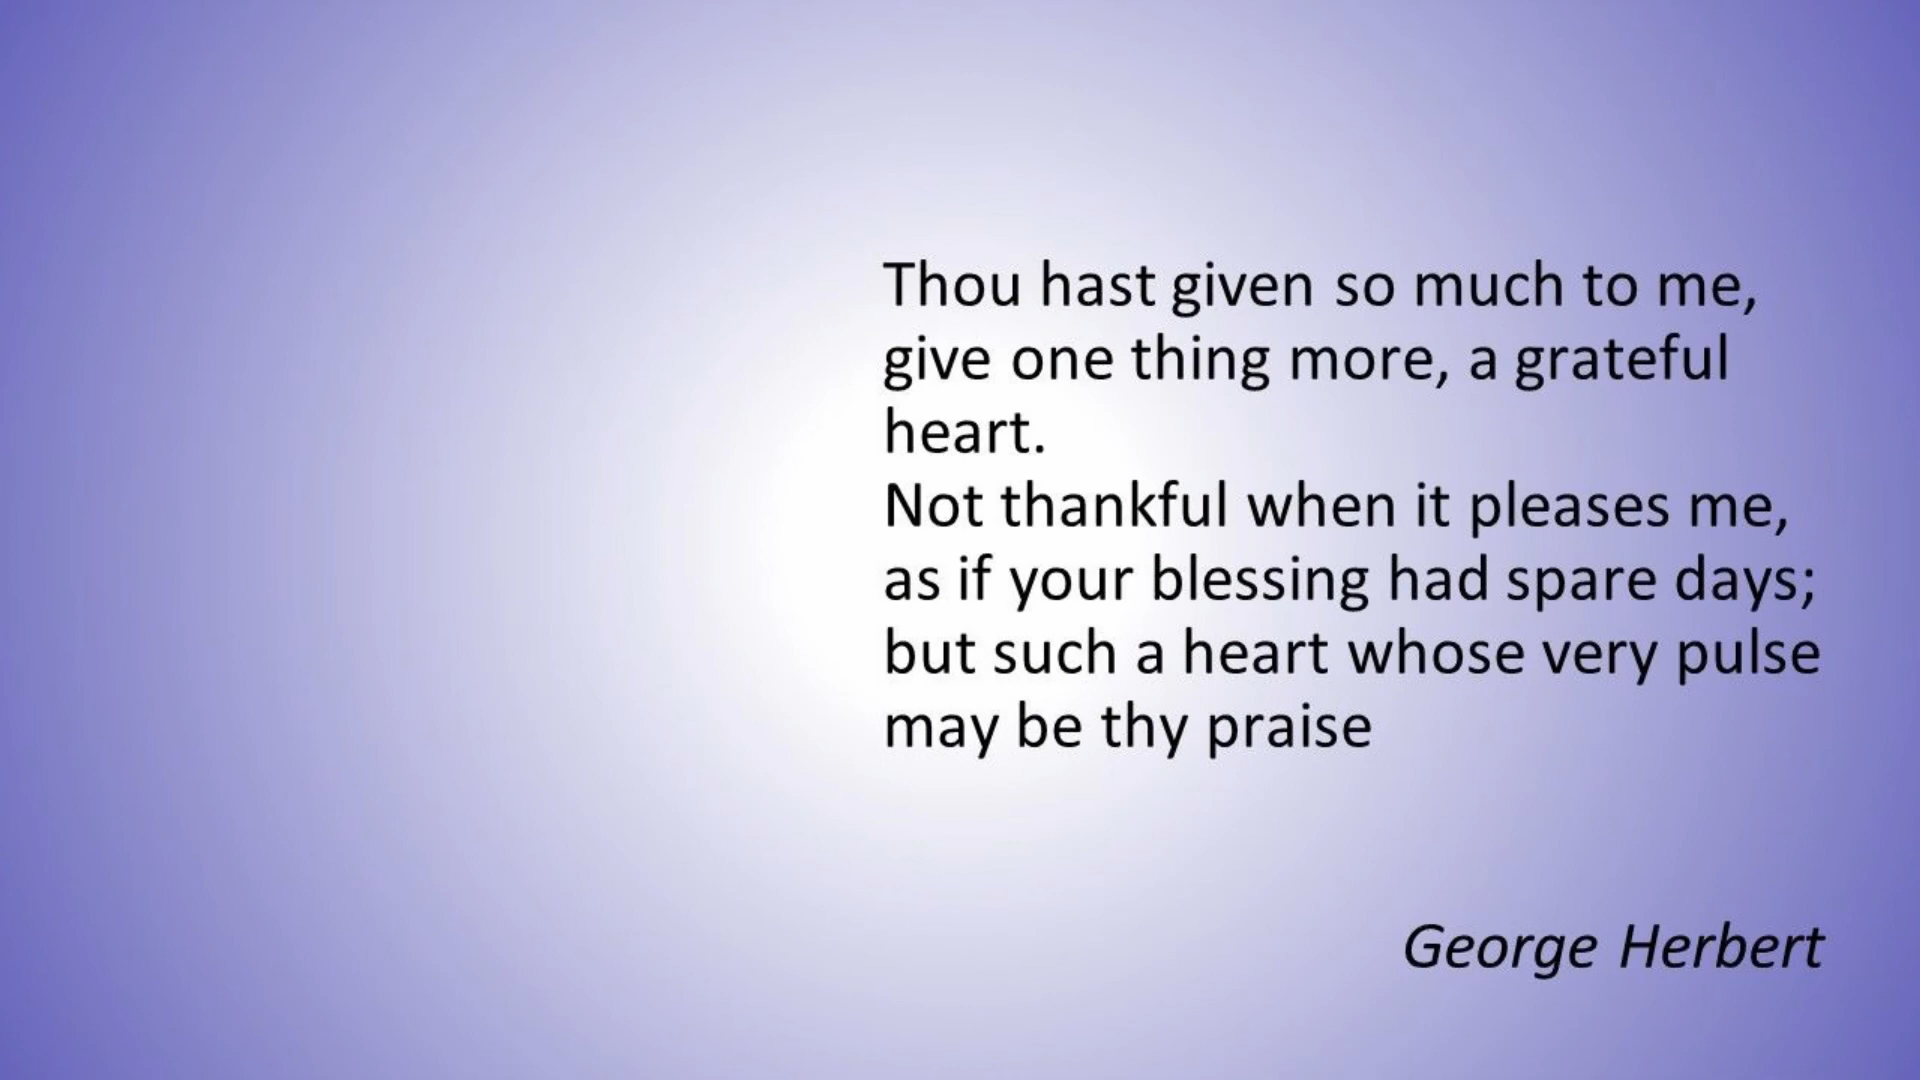 Thou hast given so much to me,
give one thing more, a grateful
heart.
Not thankful when it pleases me,
as if your blessing had spare days;
but such a heart whose very pulse
may be thy praise
George Herbert